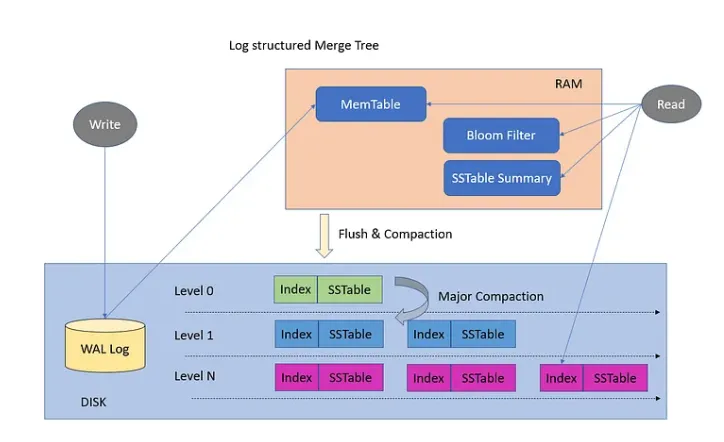 Log structured Merge Tree
RAM
MemTable
Read
Write
Bloom Filter
SSTable Summary
Flush & Compaction
Level 0
Index SSTable
Major Compaction
Level 1
Index SSTable
Index SSTable
WAL Log
Level N
Index SSTable
Index SSTable
Index SSTable
DISK